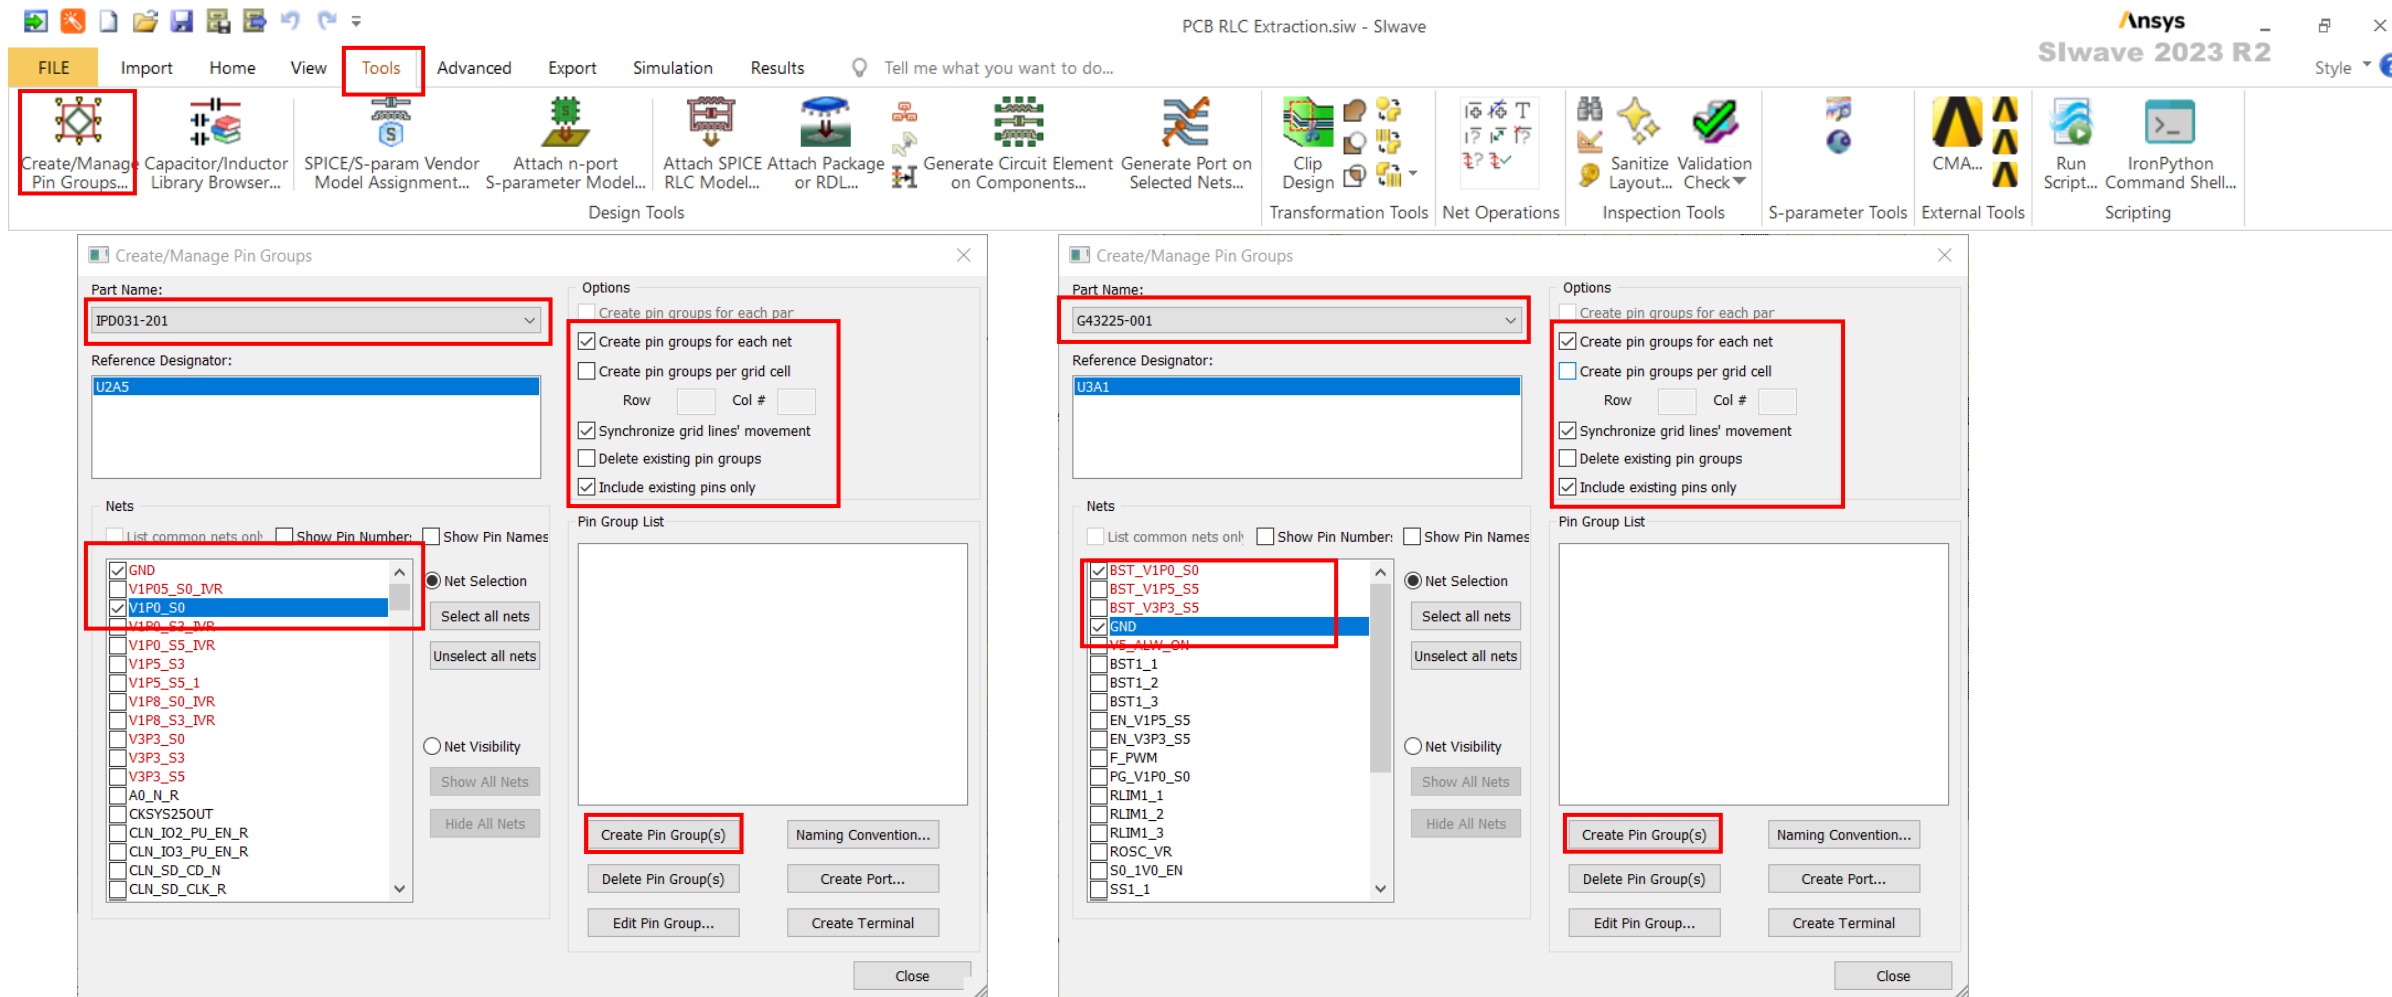 PCB RLC Extraction.siw - SIwave
Ansys
SIwave 2023 R2
FILE Import Home View Tools Advanced Export Simulation Results Tell me what you want to do... Style
Create/Manage Pin Groups...
Capacitor/Inductor Library Browser...
SPICE/S-param Vendor Model Assignment...
Attach n-port S-parameter Model...
Attach SPICE RLC Model...
Attach Package or RDL...
Generate Circuit Element on Components...
Generate Port on Selected Nets...
Clip Design
Sanitize Layout...
Validation Check
CMA...
Run Script...
IronPython Command Shell...
Design Tools
Transformation Tools
Net Operations
Inspection Tools
S-parameter Tools
External Tools
Scripting
Create/Manage Pin Groups
Part Name:
IPD031-201
Reference Designator:
U2A5
Options
Create pin groups for each par
Create pin groups for each net
Create pin groups per grid cell
Row Col #
Synchronize grid lines' movement
Delete existing pin groups
Include existing pins only
Nets
List common nets only
Show Pin Number:
Show Pin Names
GND
V1P05_S0_IVR
V1P0_S0
V1P0_S3_IVR
V1P0_S5_IVR
V1P5_S3
V1P5_S5_1
V1P8_S0_IVR
V1P8_S3_IVR
V3P3_S0
V3P3_S3
V3P3_S5
A0_N_R
CKSYS25OUT
CLN_IO2_PU_EN_R
CLN_IO3_PU_EN_R
CLN_SD_CD_N
CLN_SD_CLK_R
Net Selection
Select all nets
Unselect all nets
Net Visibility
Show All Nets
Hide All Nets
Pin Group List
Create Pin Group(s)
Naming Convention...
Delete Pin Group(s)
Create Port...
Edit Pin Group...
Create Terminal
Close
Create/Manage Pin Groups
Part Name:
G43225-001
Reference Designator:
U3A1
Options
Create pin groups for each par
Create pin groups for each net
Create pin groups per grid cell
Row Col #
Synchronize grid lines' movement
Delete existing pin groups
Include existing pins only
Nets
List common nets only
Show Pin Number:
Show Pin Names
BST_V1P0_S0
BST_V1P5_S5
BST_V3P3_S5
GND
V5_ALW_ON
BST1_1
BST1_2
BST1_3
EN_V1P5_S5
EN_V3P3_S5
F_PWM
PG_V1P0_S0
RLIM1_1
RLIM1_2
RLIM1_3
ROSC_VR
S0_1V0_EN
SS1_1
Net Selection
Select all nets
Unselect all nets
Net Visibility
Show All Nets
Hide All Nets
Pin Group List
Create Pin Group(s)
Naming Convention...
Delete Pin Group(s)
Create Port...
Edit Pin Group...
Create Terminal
Close